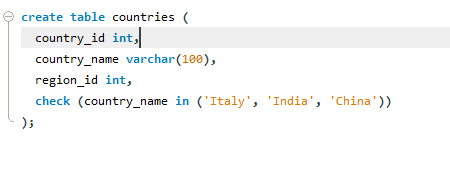 create table countries (
country_id int,
country_name varchar(100),
region_id int,
check (country_name in ('Italy', 'India', 'China'))
);